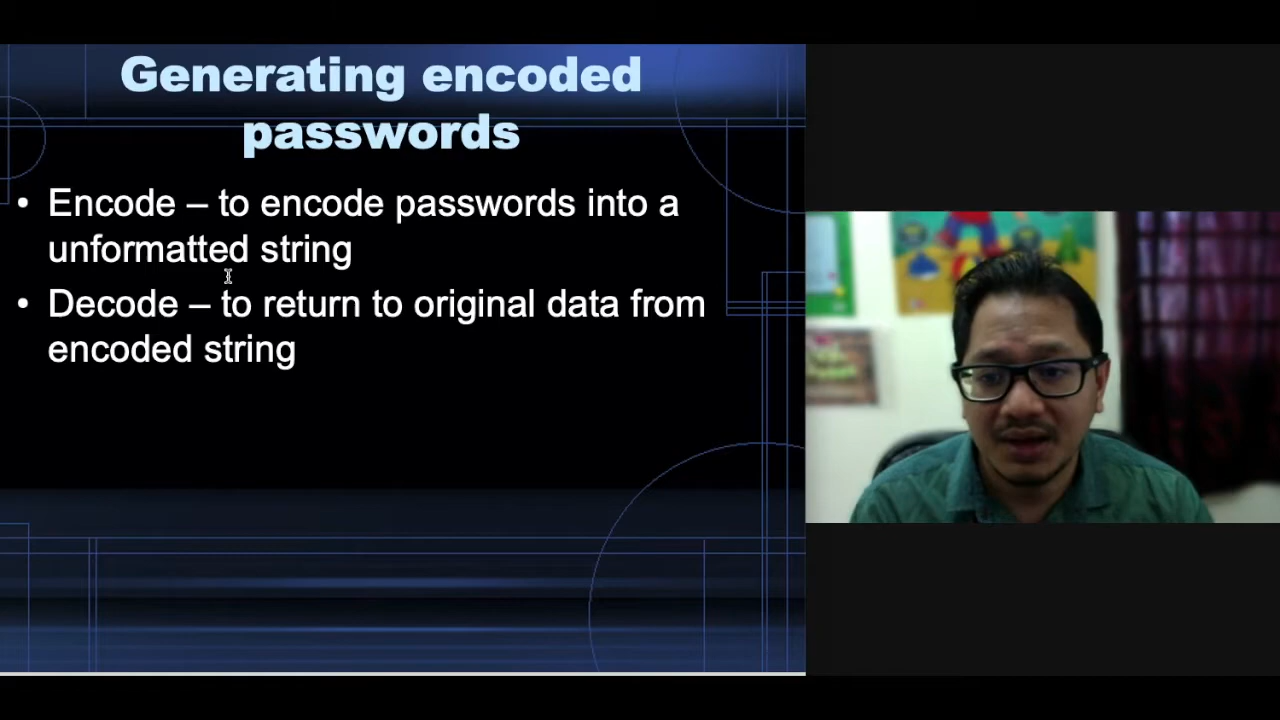 Generating encoded
passwords
• Encode – to encode passwords into a
unformatted string
• Decode – to return to original data from
encoded string